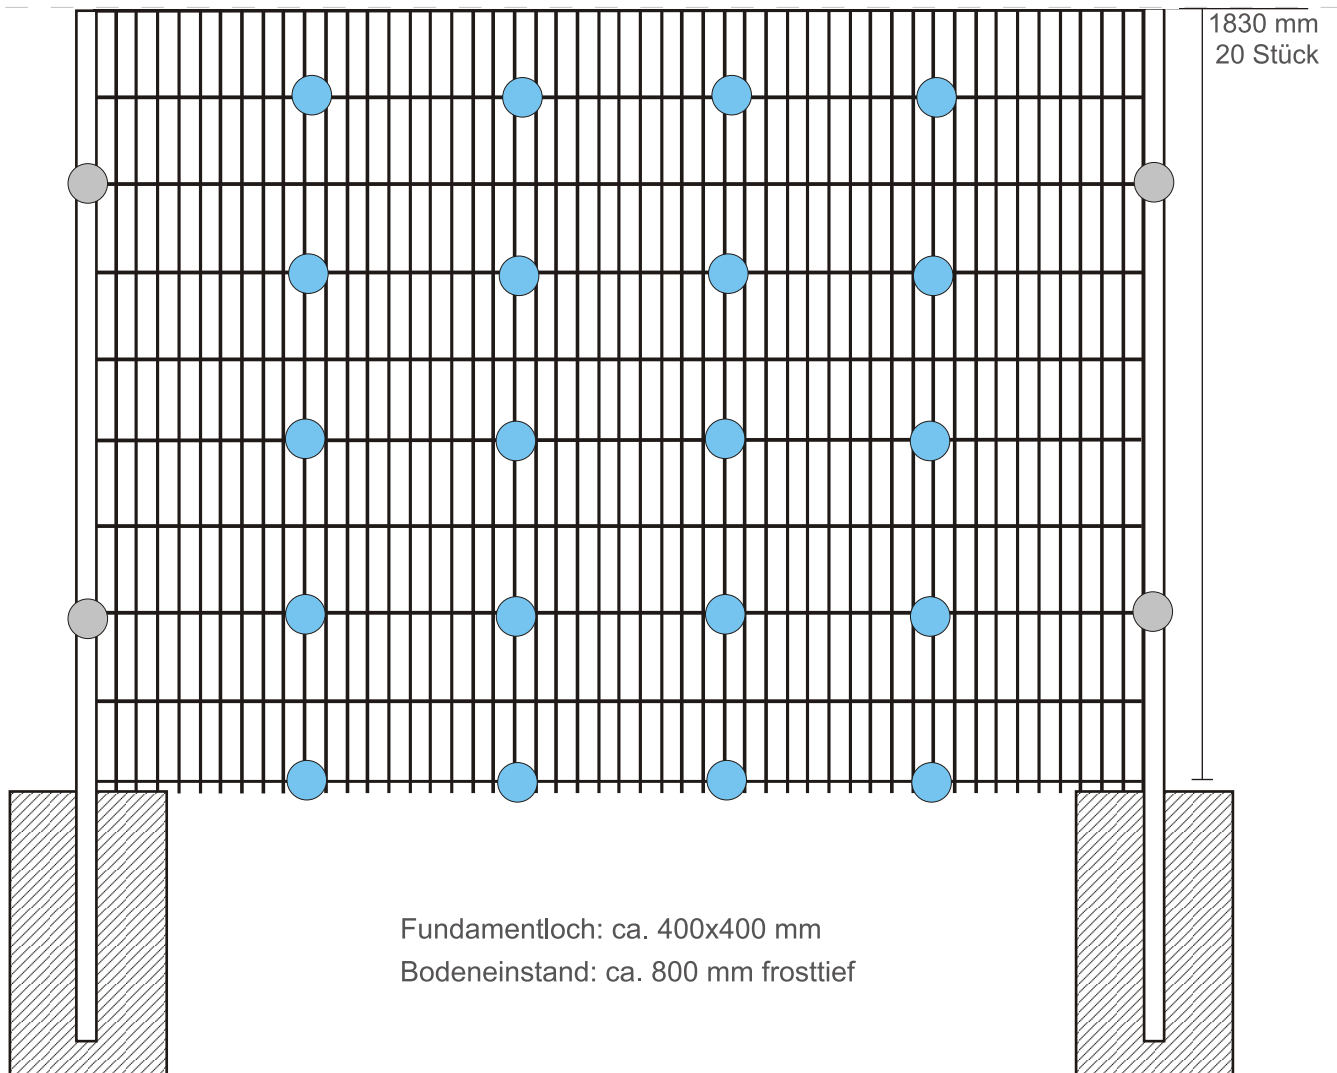 1830 mm
20 Stück
Fundamentloch: ca. 400x400 mm
Bodeneinstand: ca. 800 mm frosttief